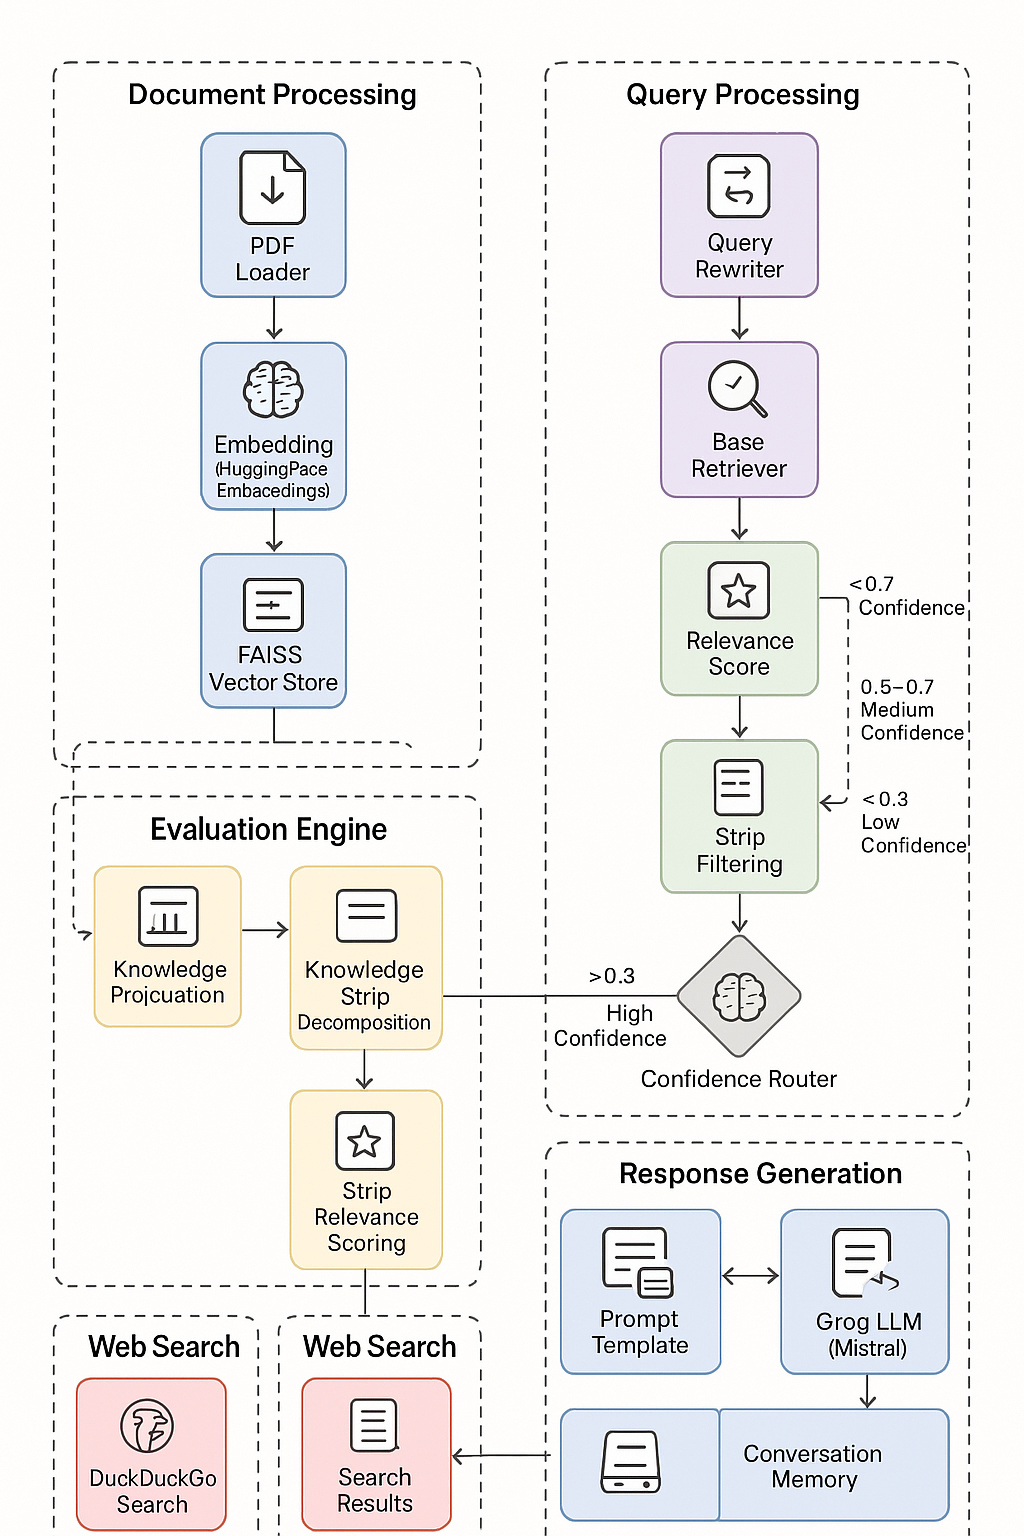 Document Processing
PDF
Loader
Embedding
(HuggingPace
Embacedings)
FAISS
Vector Store
Query Processing
Query
Rewriter
Base
Retriever
Relevance
Score
<0.7
Confidence
0.5–0.7
Medium
Confidence
<0.3
Low
Confidence
Strip
Filtering
>0.3
High
Confidence
Confidence Router
Evaluation Engine
Knowledge
Projcuation
Knowledge
Strip
Decomposition
Strip
Relevance
Scoring
Web Search
DuckDuckGo
Search
Web Search
Search
Results
Response Generation
Prompt
Template
Grog LLM
(Mistral)
Conversation
Memory